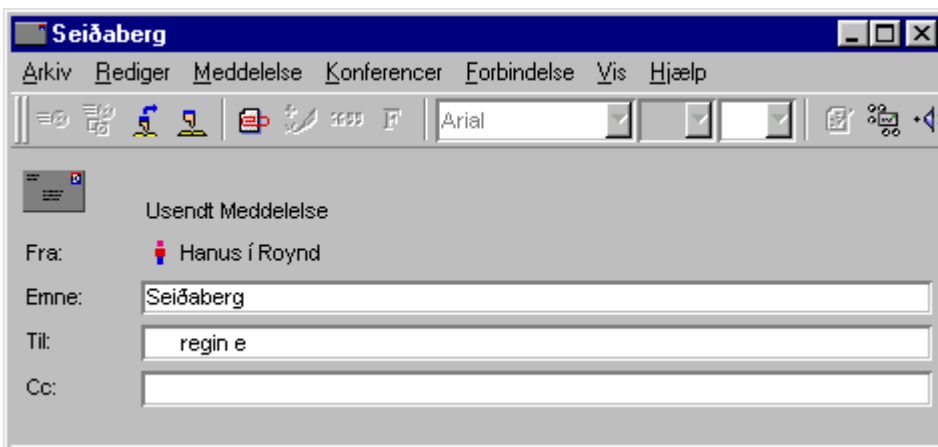 Seiðaberg
Arkiv Rediger Meddelelse Konferencer Forbindelse Vis Hjælp
F Arial
Usendt Meddelelse
Fra: Hanus í Roynd
Emne: Seiðaberg
Til: regin e
Cc: